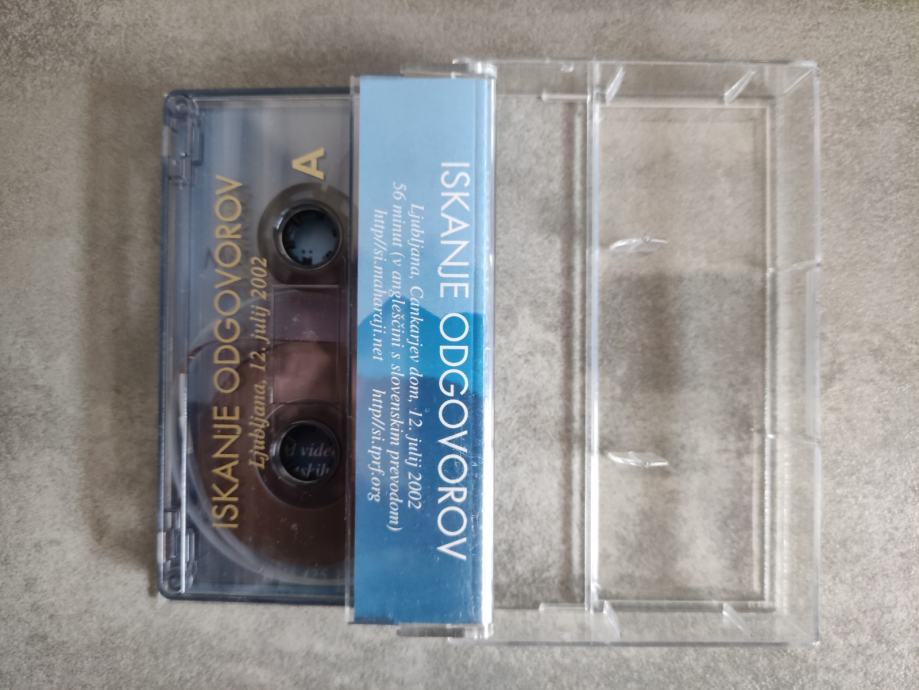 ISKANJE ODGOVOROV
Ljubljana, Cankarjev dom, 12. julij 2002
56 minut (v angleščini s slovenskim prevodom)
http//si.maharaji.net http//si.tprf.org
A
ISKANJE ODGOVOROV
Ljubljana, 12. julij 2002